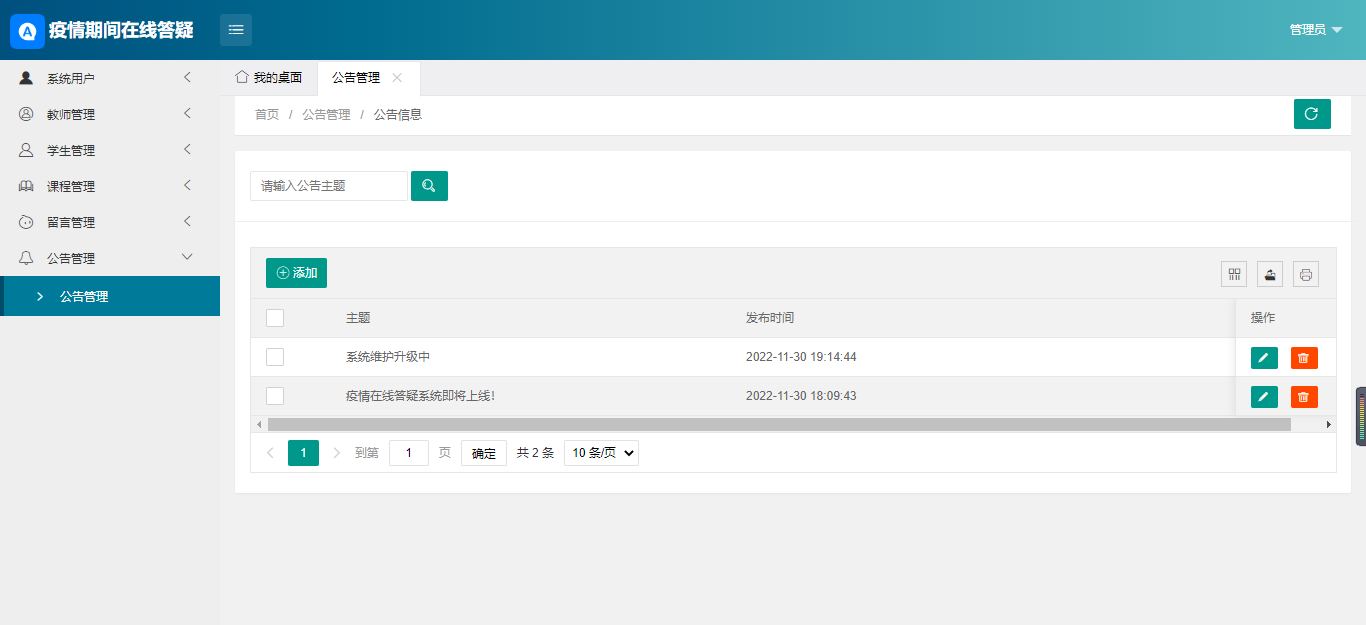 疫情期间在线答疑
管理员
系统用户
教师管理
学生管理
课程管理
留言管理
公告管理
公告管理
我的桌面 公告管理
首页 / 公告管理 / 公告信息
请输入公告主题
添加
主题 发布时间 操作
系统维护升级中 2022-11-30 19:14:44
疫情在线答疑系统即将上线! 2022-11-30 18:09:43
1 到第 1 页 确定 共 2 条 10 条/页